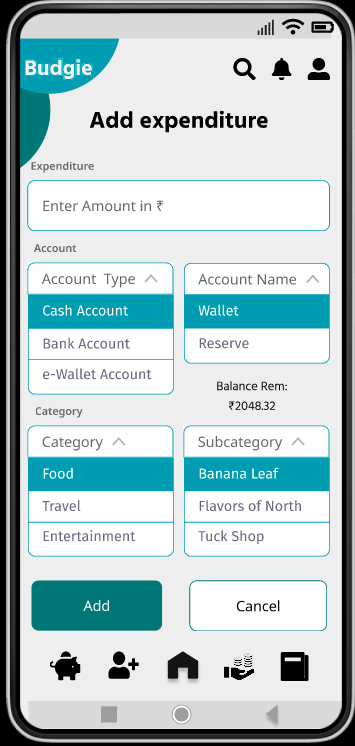 Budgie
Add expenditure
Expenditure
Enter Amount in ₹
Account
Account Type
Account Name
Cash Account
Wallet
Bank Account
Reserve
e-Wallet Account
Balance Rem:
₹2048.32
Category
Category
Subcategory
Food
Banana Leaf
Travel
Flavors of North
Entertainment
Tuck Shop
Add
Cancel